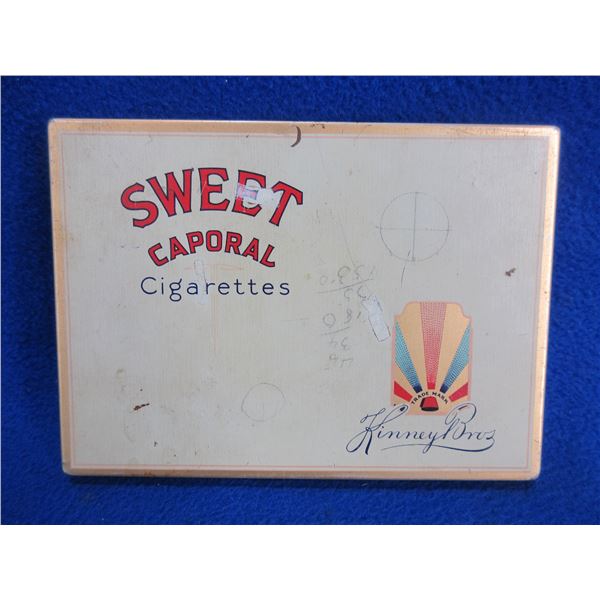 SWEET
CAPORAL
Cigarettes
TRADE MARK
Kinney Bros